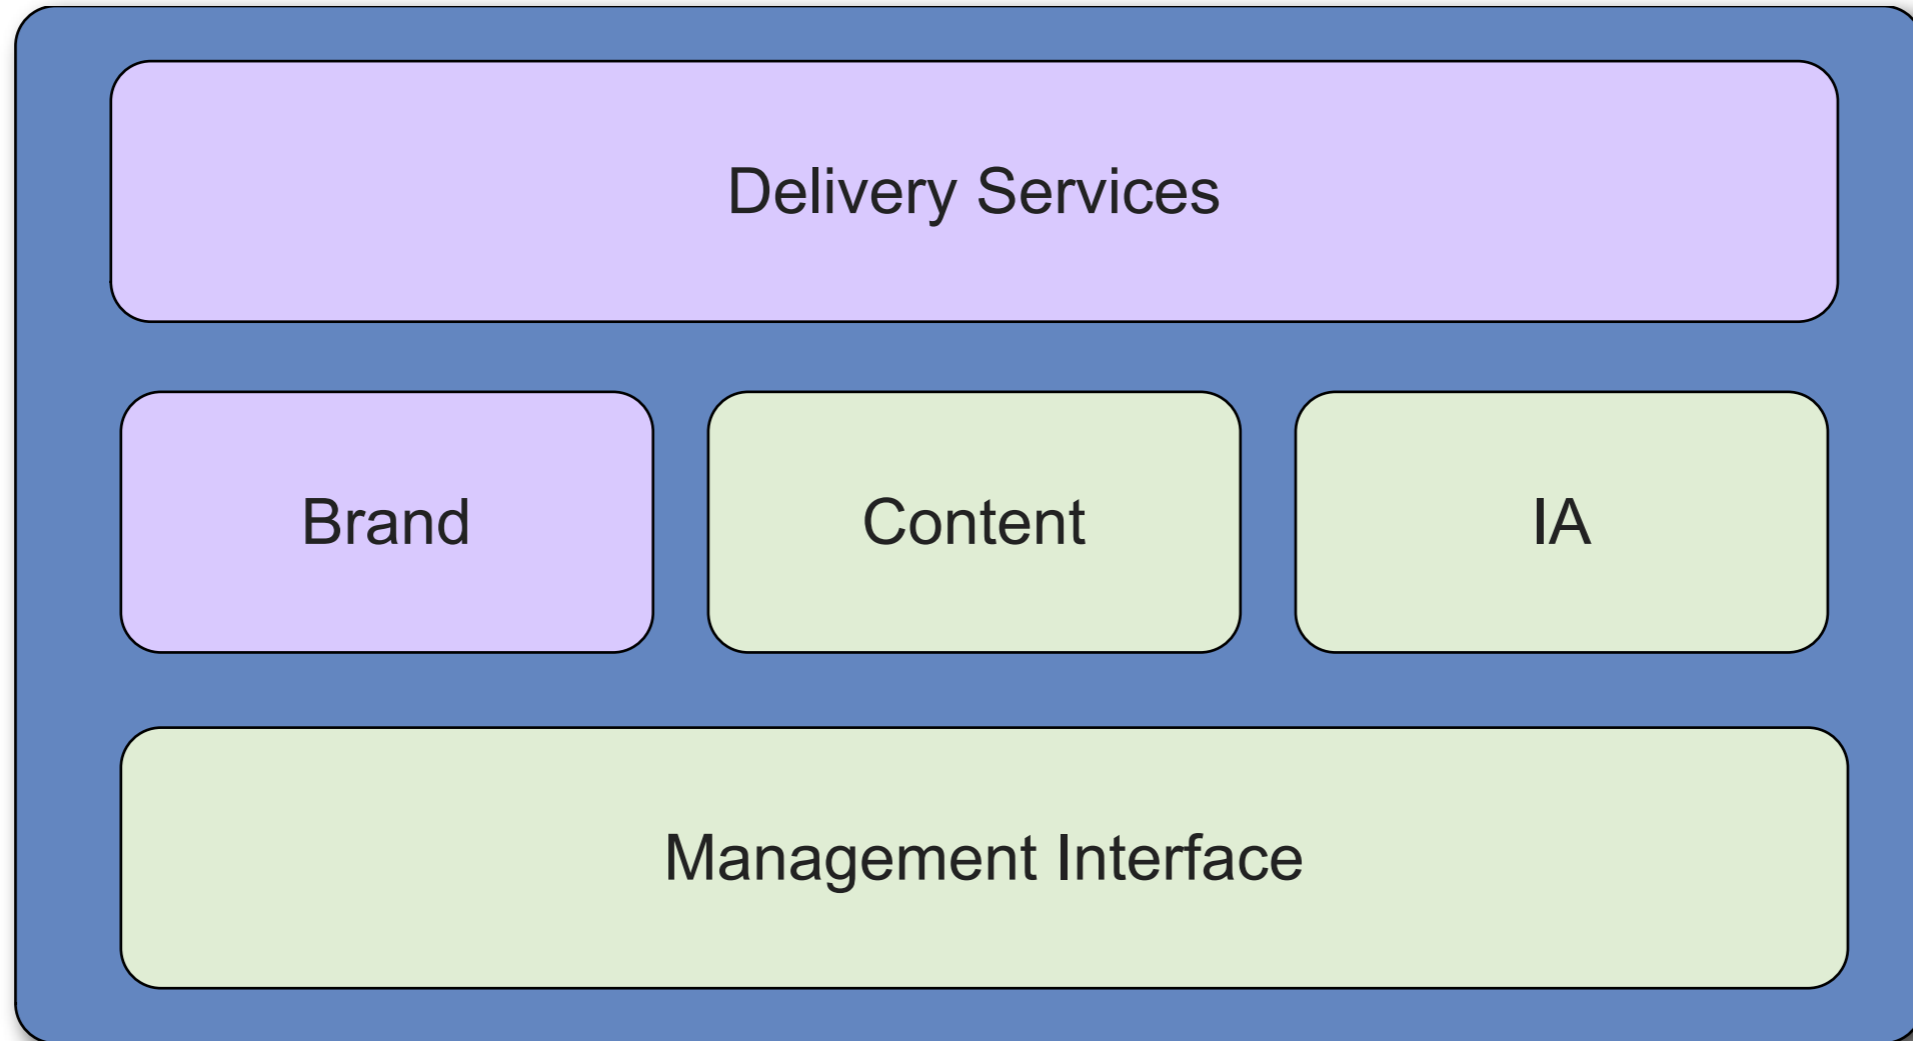 Delivery Services
Brand
Content
IA
Management Interface